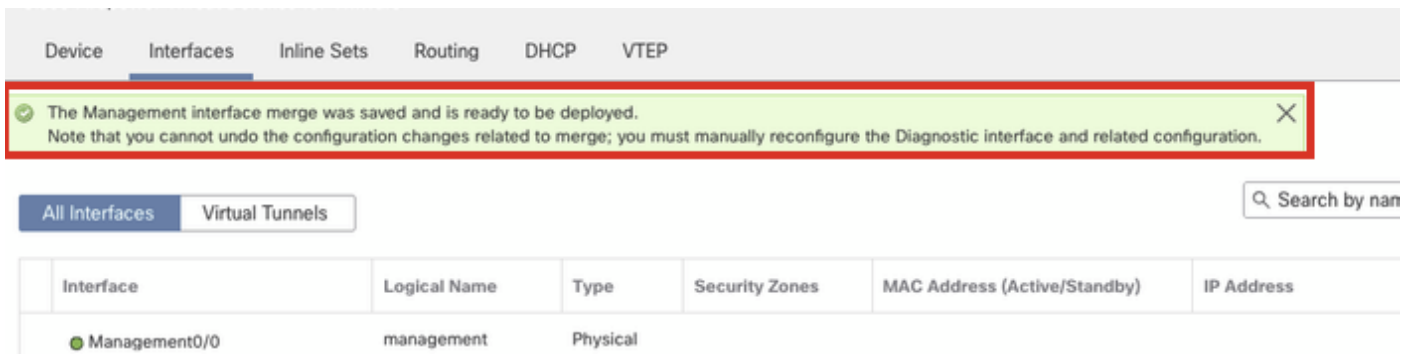 Device Interfaces Inline Sets Routing DHCP VTEP
The Management interface merge was saved and is ready to be deployed.
Note that you cannot undo the configuration changes related to merge; you must manually reconfigure the Diagnostic interface and related configuration.
All Interfaces Virtual Tunnels Search by nam
Interface Logical Name Type Security Zones MAC Address (Active/Standby) IP Address
Management0/0 management Physical